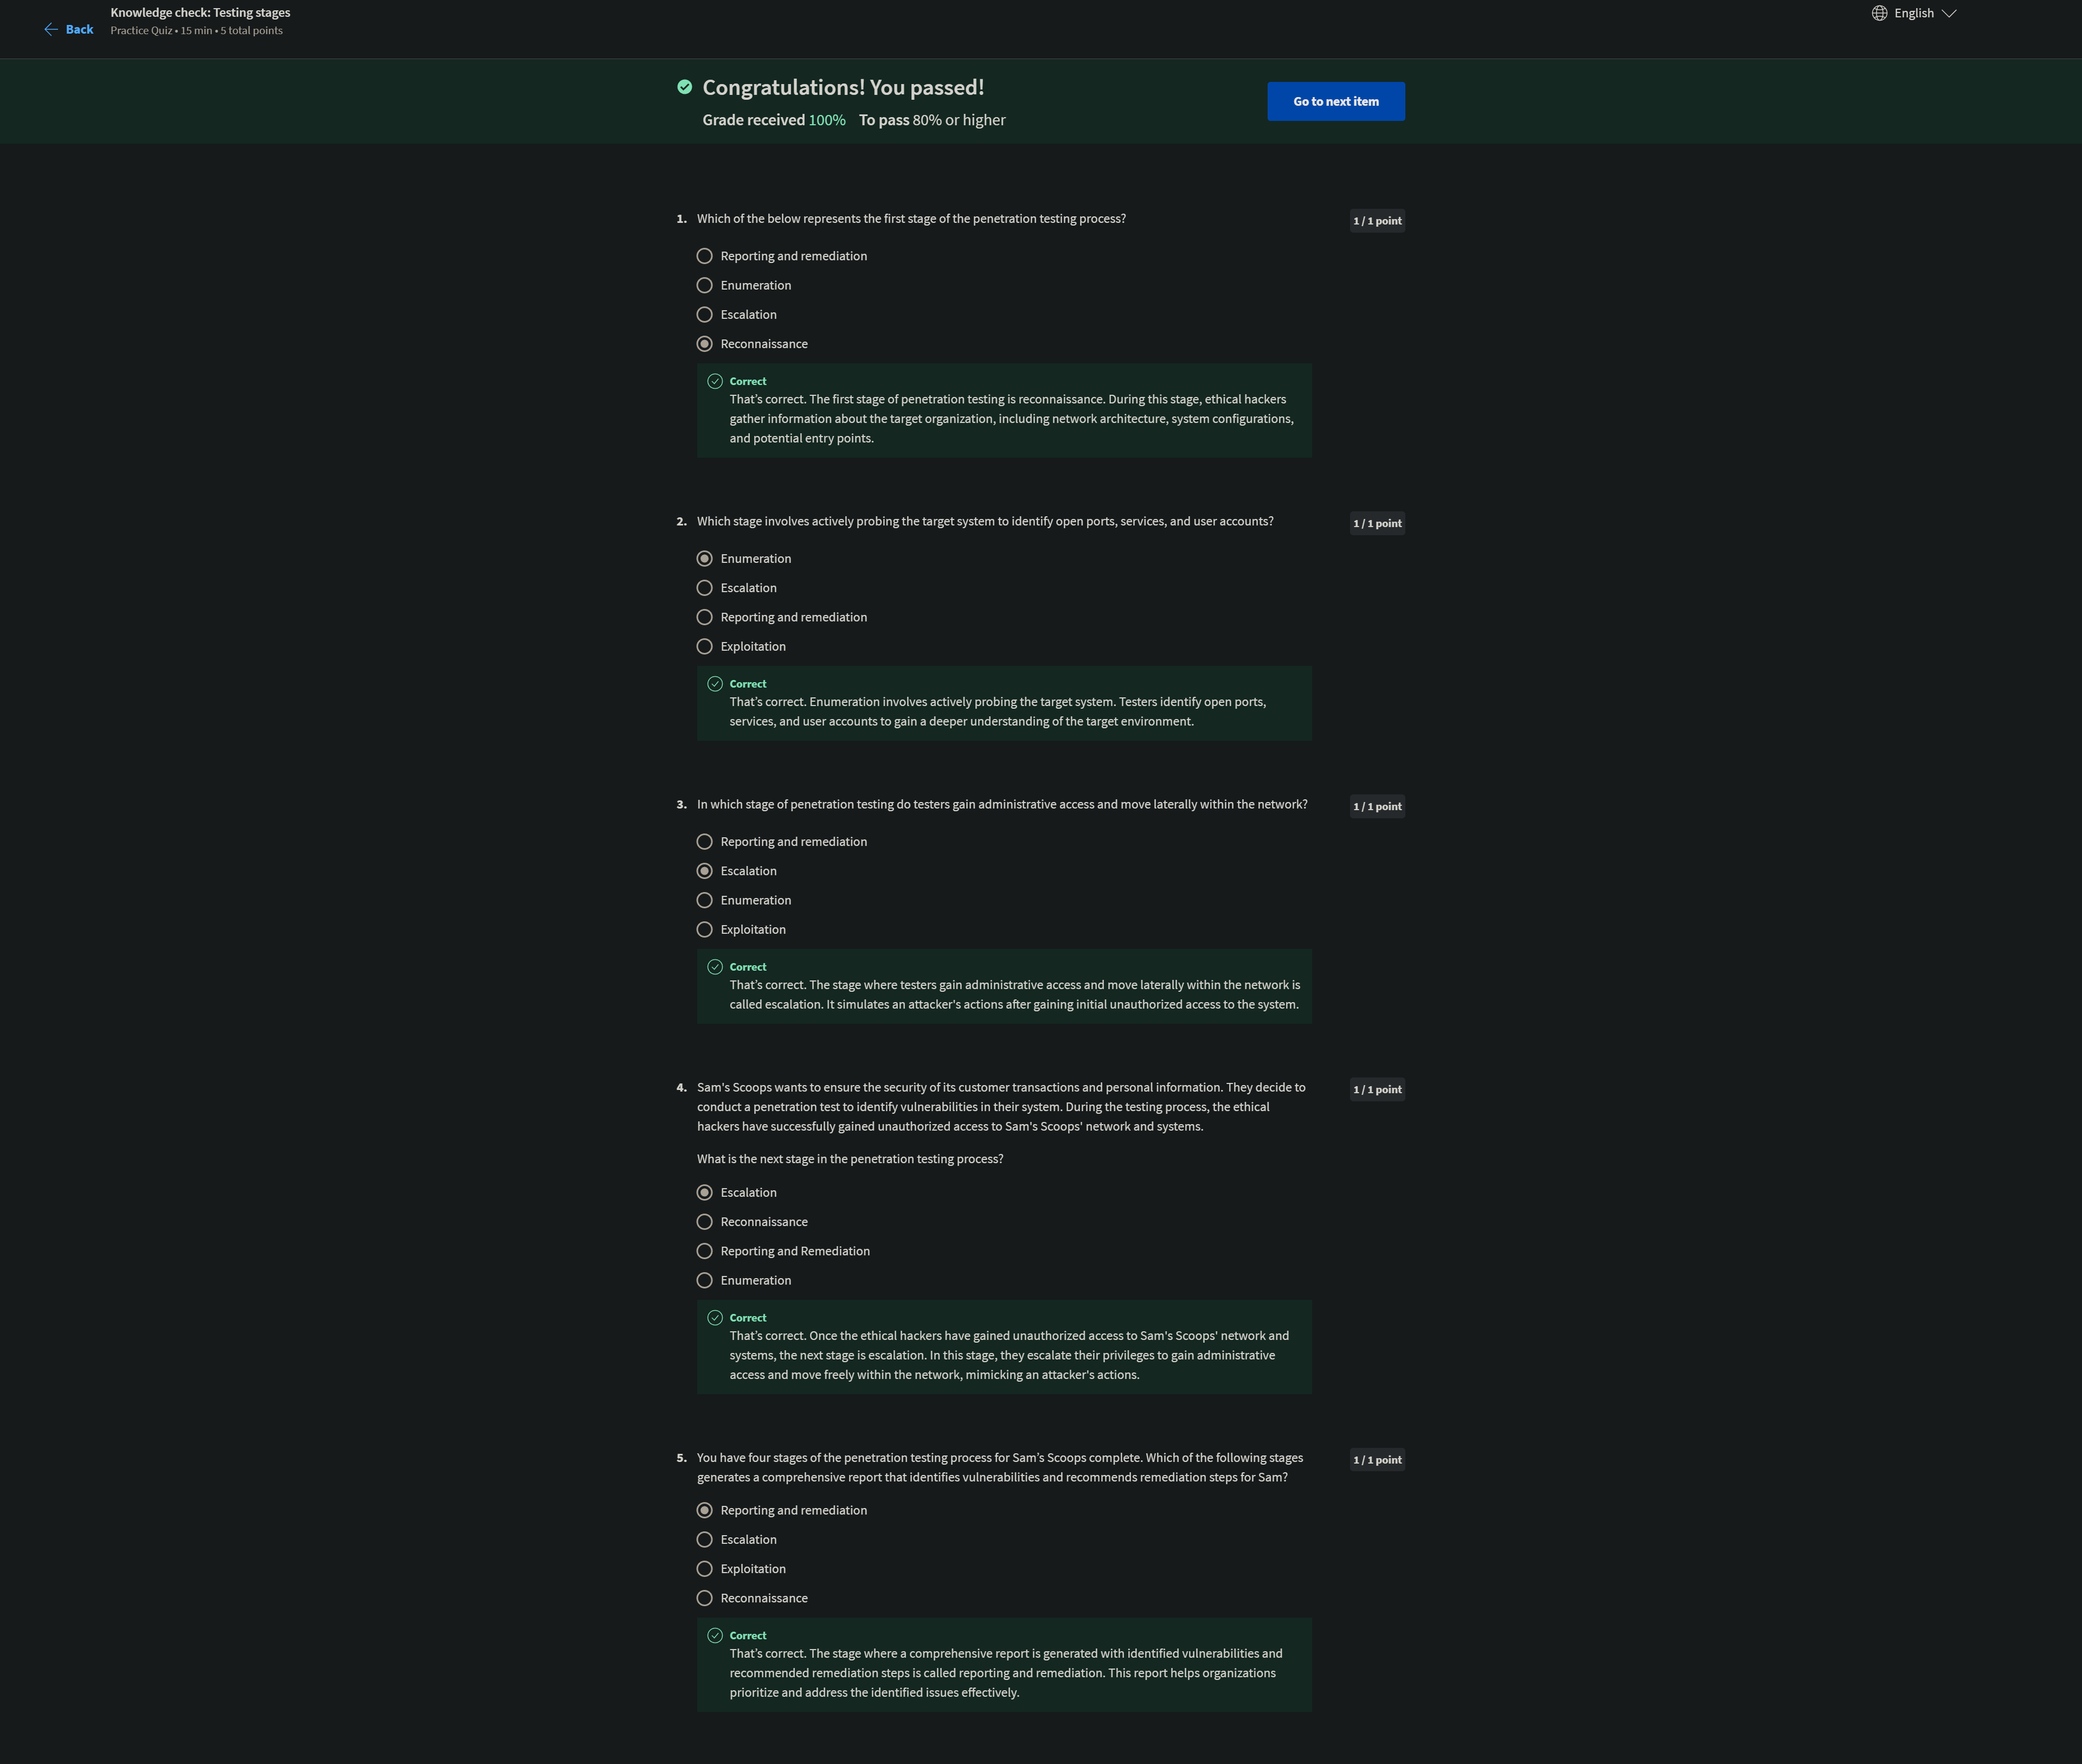 Back
Knowledge check: Testing stages
Practice Quiz • 15 min • 5 total points
English
Congratulations! You passed!
Grade received 100% To pass 80% or higher
Go to next item
1. Which of the below represents the first stage of the penetration testing process?
1 / 1 point
Reporting and remediation
Enumeration
Escalation
Reconnaissance
Correct
That’s correct. The first stage of penetration testing is reconnaissance. During this stage, ethical hackers
gather information about the target organization, including network architecture, system configurations,
and potential entry points.
2. Which stage involves actively probing the target system to identify open ports, services, and user accounts?
1 / 1 point
Enumeration
Escalation
Reporting and remediation
Exploitation
Correct
That’s correct. Enumeration involves actively probing the target system. Testers identify open ports,
services, and user accounts to gain a deeper understanding of the target environment.
3. In which stage of penetration testing do testers gain administrative access and move laterally within the network?
1 / 1 point
Reporting and remediation
Escalation
Enumeration
Exploitation
Correct
That’s correct. The stage where testers gain administrative access and move laterally within the network is
called escalation. It simulates an attacker's actions after gaining initial unauthorized access to the system.
4. Sam's Scoops wants to ensure the security of its customer transactions and personal information. They decide to
conduct a penetration test to identify vulnerabilities in their system. During the testing process, the ethical
hackers have successfully gained unauthorized access to Sam's Scoops' network and systems.
1 / 1 point
What is the next stage in the penetration testing process?
Escalation
Reconnaissance
Reporting and Remediation
Enumeration
Correct
That’s correct. Once the ethical hackers have gained unauthorized access to Sam's Scoops' network and
systems, the next stage is escalation. In this stage, they escalate their privileges to gain administrative
access and move freely within the network, mimicking an attacker's actions.
5. You have four stages of the penetration testing process for Sam’s Scoops complete. Which of the following stages
generates a comprehensive report that identifies vulnerabilities and recommends remediation steps for Sam?
1 / 1 point
Reporting and remediation
Escalation
Exploitation
Reconnaissance
Correct
That’s correct. The stage where a comprehensive report is generated with identified vulnerabilities and
recommended remediation steps is called reporting and remediation. This report helps organizations
prioritize and address the identified issues effectively.